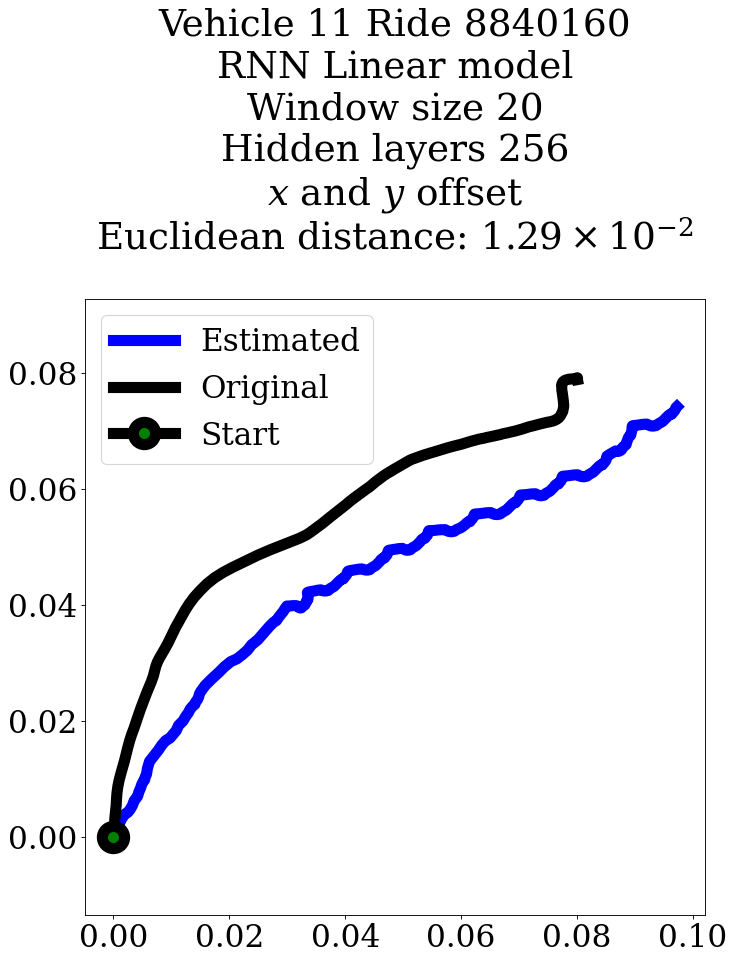 Vehicle 11 Ride 8840160
RNN Linear model
Window size 20
Hidden layers 256
x and y offset
Euclidean distance: 1.29 × 10⁻²
Estimated
Original
Start
0.08
0.06
0.04
0.02
0.00
0.00 0.02 0.04 0.06 0.08 0.10